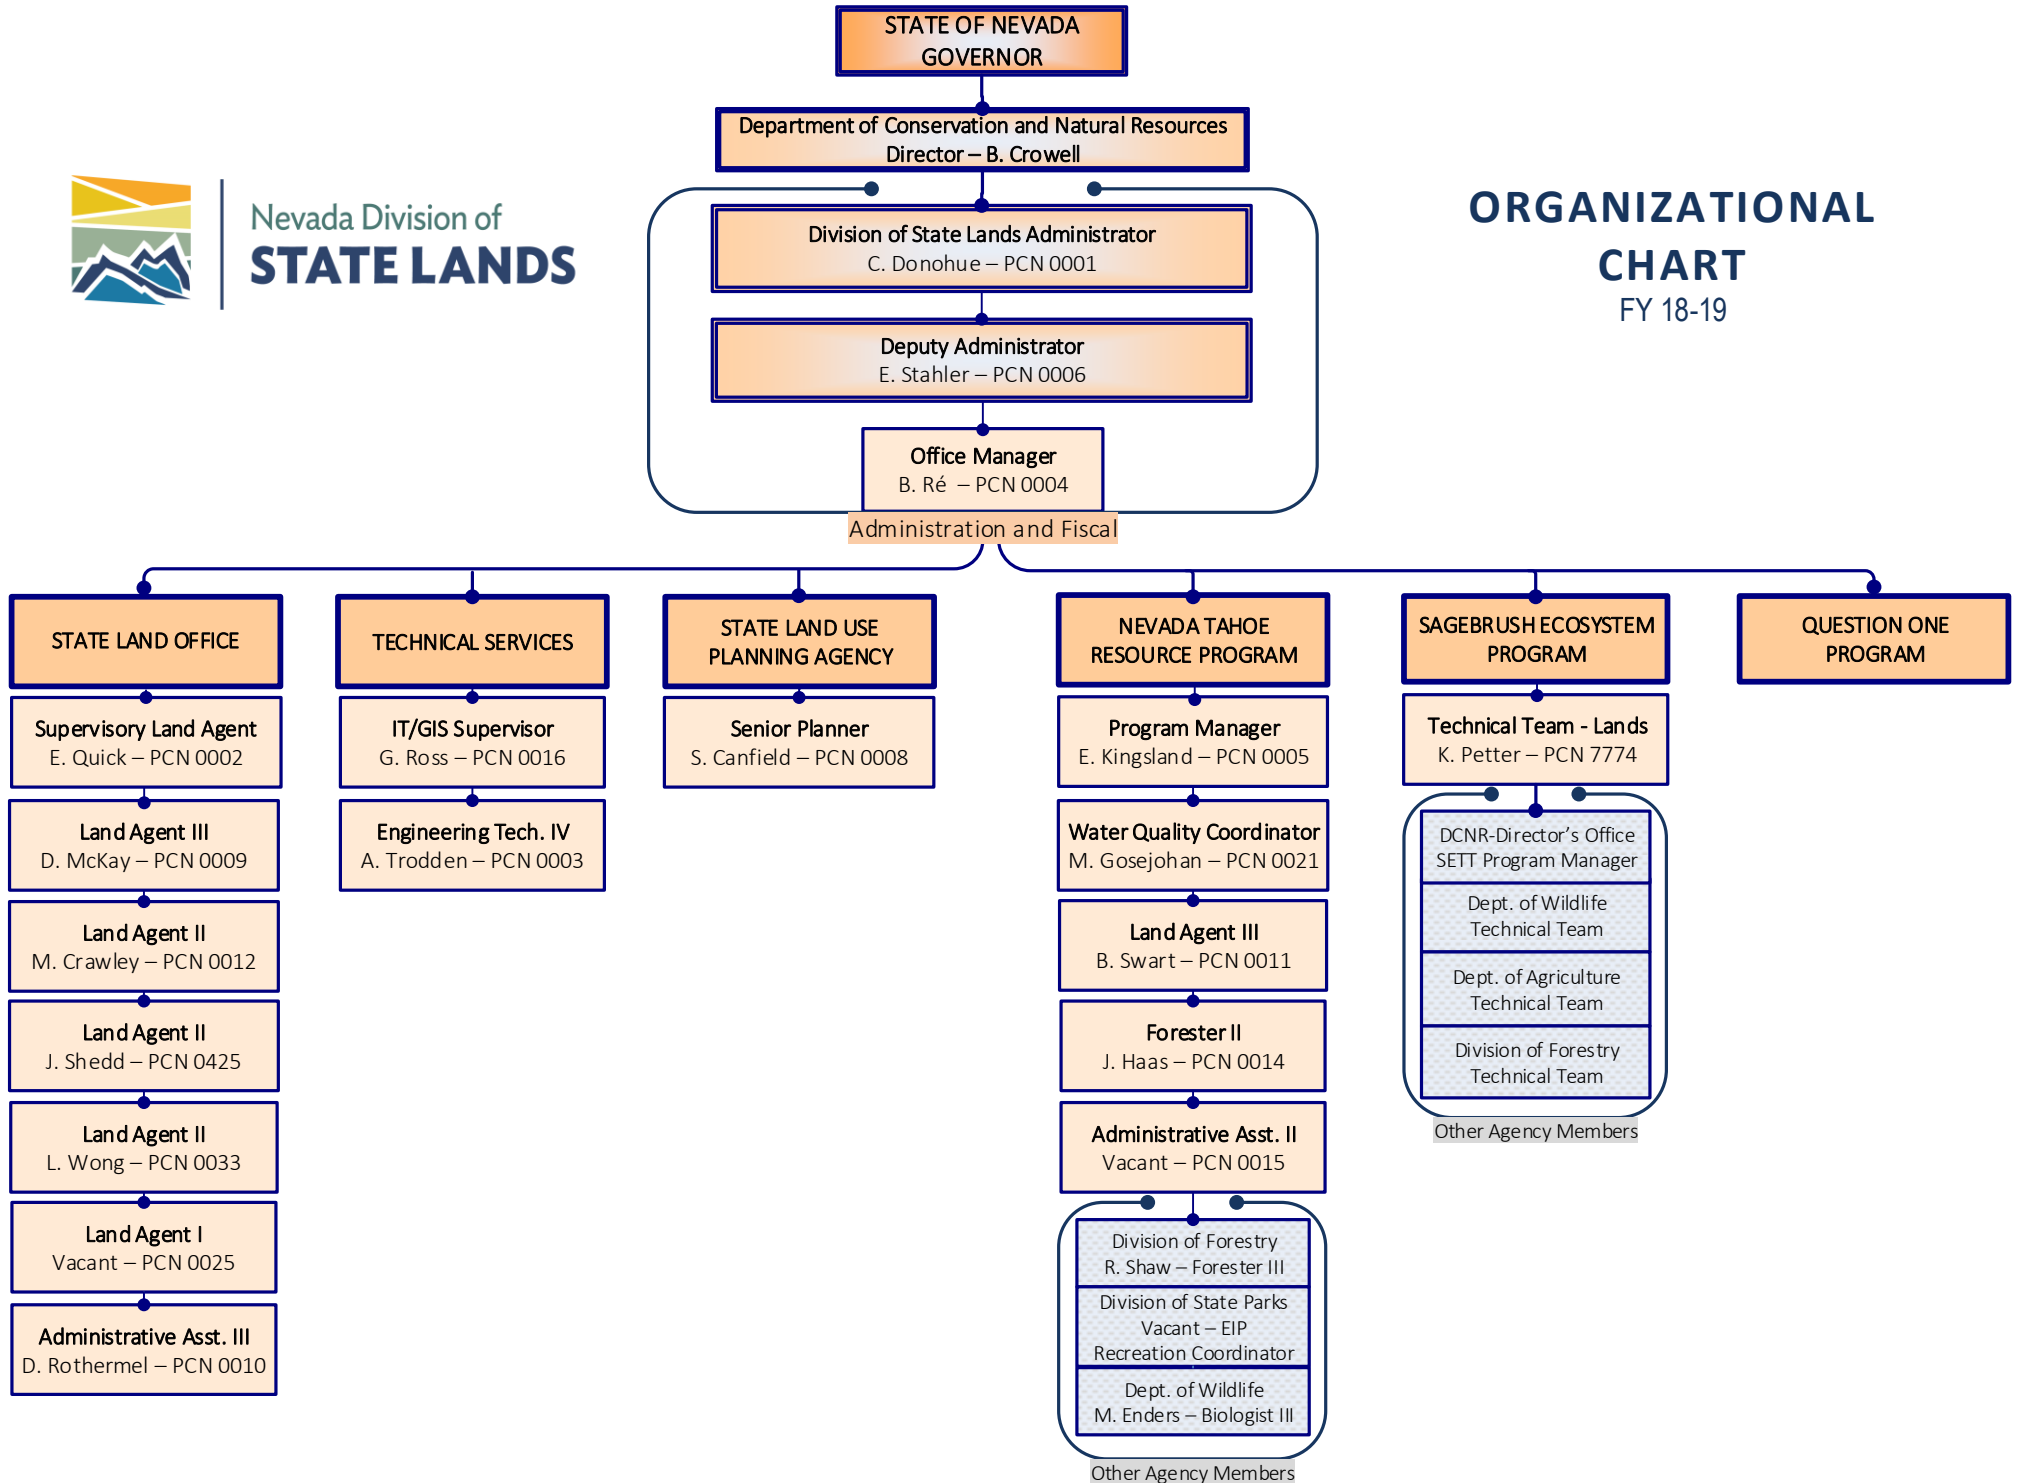 STATE OF NEVADA
GOVERNOR
Department of Conservation and Natural Resources
Director – B. Crowell
Nevada Division of
STATE LANDS
ORGANIZATIONAL
CHART
FY 18-19
Division of State Lands Administrator
C. Donohue – PCN 0001
Deputy Administrator
E. Stahler – PCN 0006
Office Manager
B. Ré – PCN 0004
Administration and Fiscal
STATE LAND OFFICE
Supervisory Land Agent
E. Quick – PCN 0002
Land Agent III
D. McKay – PCN 0009
Land Agent II
M. Crawley – PCN 0012
Land Agent II
J. Shedd – PCN 0425
Land Agent II
L. Wong – PCN 0033
Land Agent I
Vacant – PCN 0025
Administrative Asst. III
D. Rothermel – PCN 0010
TECHNICAL SERVICES
IT/GIS Supervisor
G. Ross – PCN 0016
Engineering Tech. IV
A. Trodden – PCN 0003
STATE LAND USE
PLANNING AGENCY
Senior Planner
S. Canfield – PCN 0008
NEVADA TAHOE
RESOURCE PROGRAM
Program Manager
E. Kingsland – PCN 0005
Water Quality Coordinator
M. Gosejohan – PCN 0021
Land Agent III
B. Swart – PCN 0011
Forester II
J. Haas – PCN 0014
Administrative Asst. II
Vacant – PCN 0015
Division of Forestry
R. Shaw – Forester III
Division of State Parks
Vacant – EIP
Recreation Coordinator
Dept. of Wildlife
M. Enders – Biologist III
Other Agency Members
SAGEBRUSH ECOSYSTEM
PROGRAM
Technical Team - Lands
K. Petter – PCN 7774
DCNR-Director’s Office
SETT Program Manager
Dept. of Wildlife
Technical Team
Dept. of Agriculture
Technical Team
Division of Forestry
Technical Team
Other Agency Members
QUESTION ONE
PROGRAM